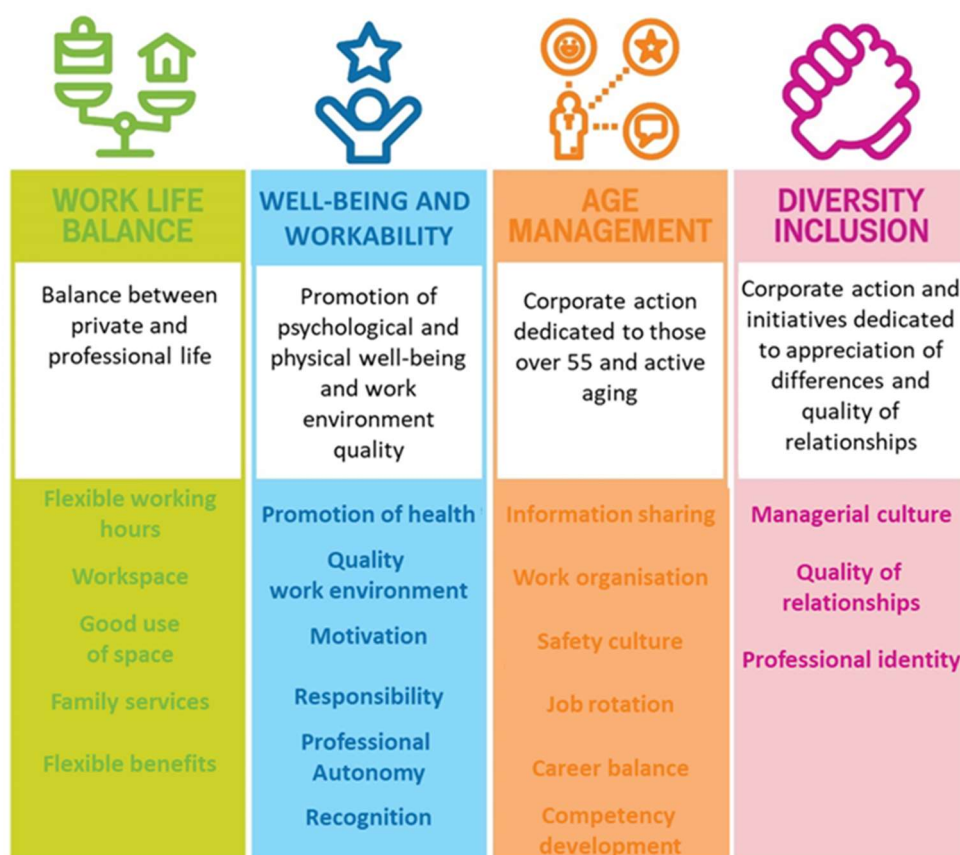 WORK LIFE
BALANCE
Balance between
private and
professional life
Flexible working
hours
Workspace
Good use
of space
Family services
Flexible benefits
WELL-BEING AND
WORKABILITY
Promotion of
psychological and
physical well-being
and work
environment
quality
Promotion of health
Quality
work environment
Motivation
Responsibility
Professional
Autonomy
Recognition
AGE
MANAGEMENT
Corporate action
dedicated to those
over 55 and active
aging
Information sharing
Work organisation
Safety culture
Job rotation
Career balance
Competency
development
DIVERSITY
INCLUSION
Corporate action and
initiatives dedicated
to appreciation of
differences and
quality of
relationships
Managerial culture
Quality of
relationships
Professional identity